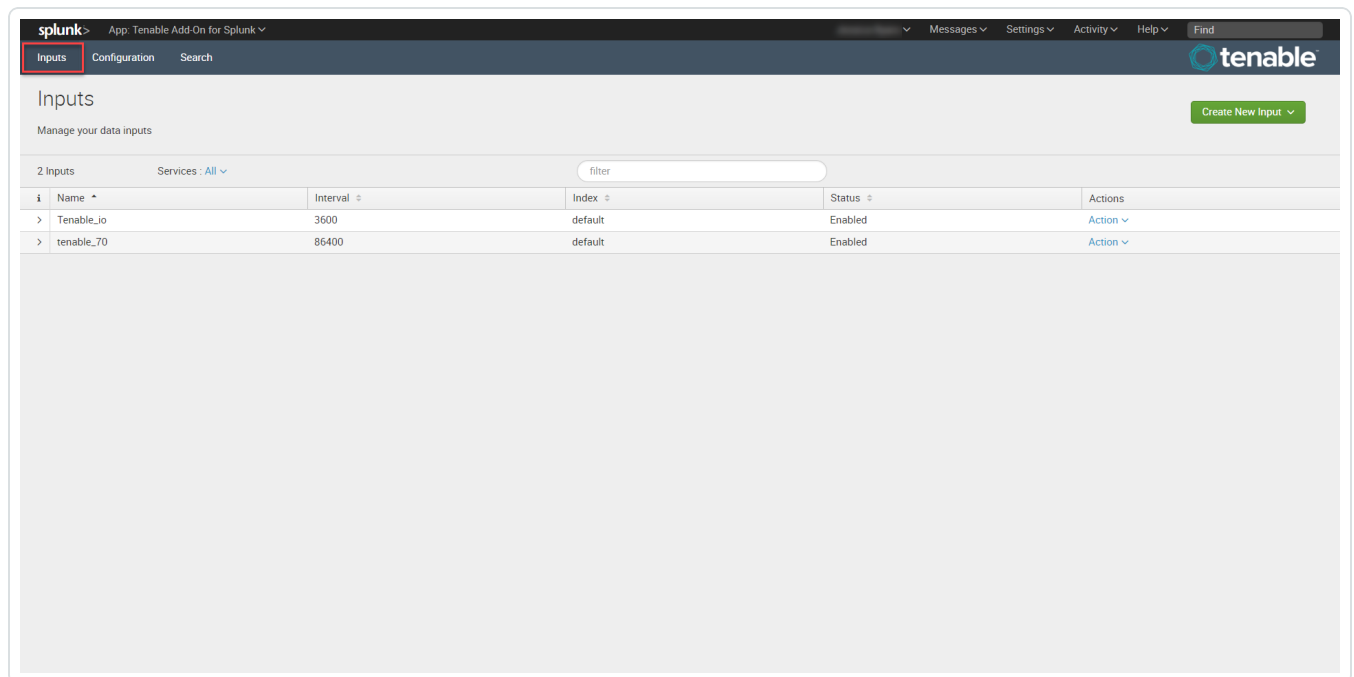 splunk> App: Tenable Add-On for Splunk Messages Settings Activity Help Find
Inputs Configuration Search tenable
Inputs
Create New Input
Manage your data inputs
2 Inputs Services : All filter
i Name Interval Index Status Actions
Tenable_io 3600 default Enabled Action
tenable_70 86400 default Enabled Action